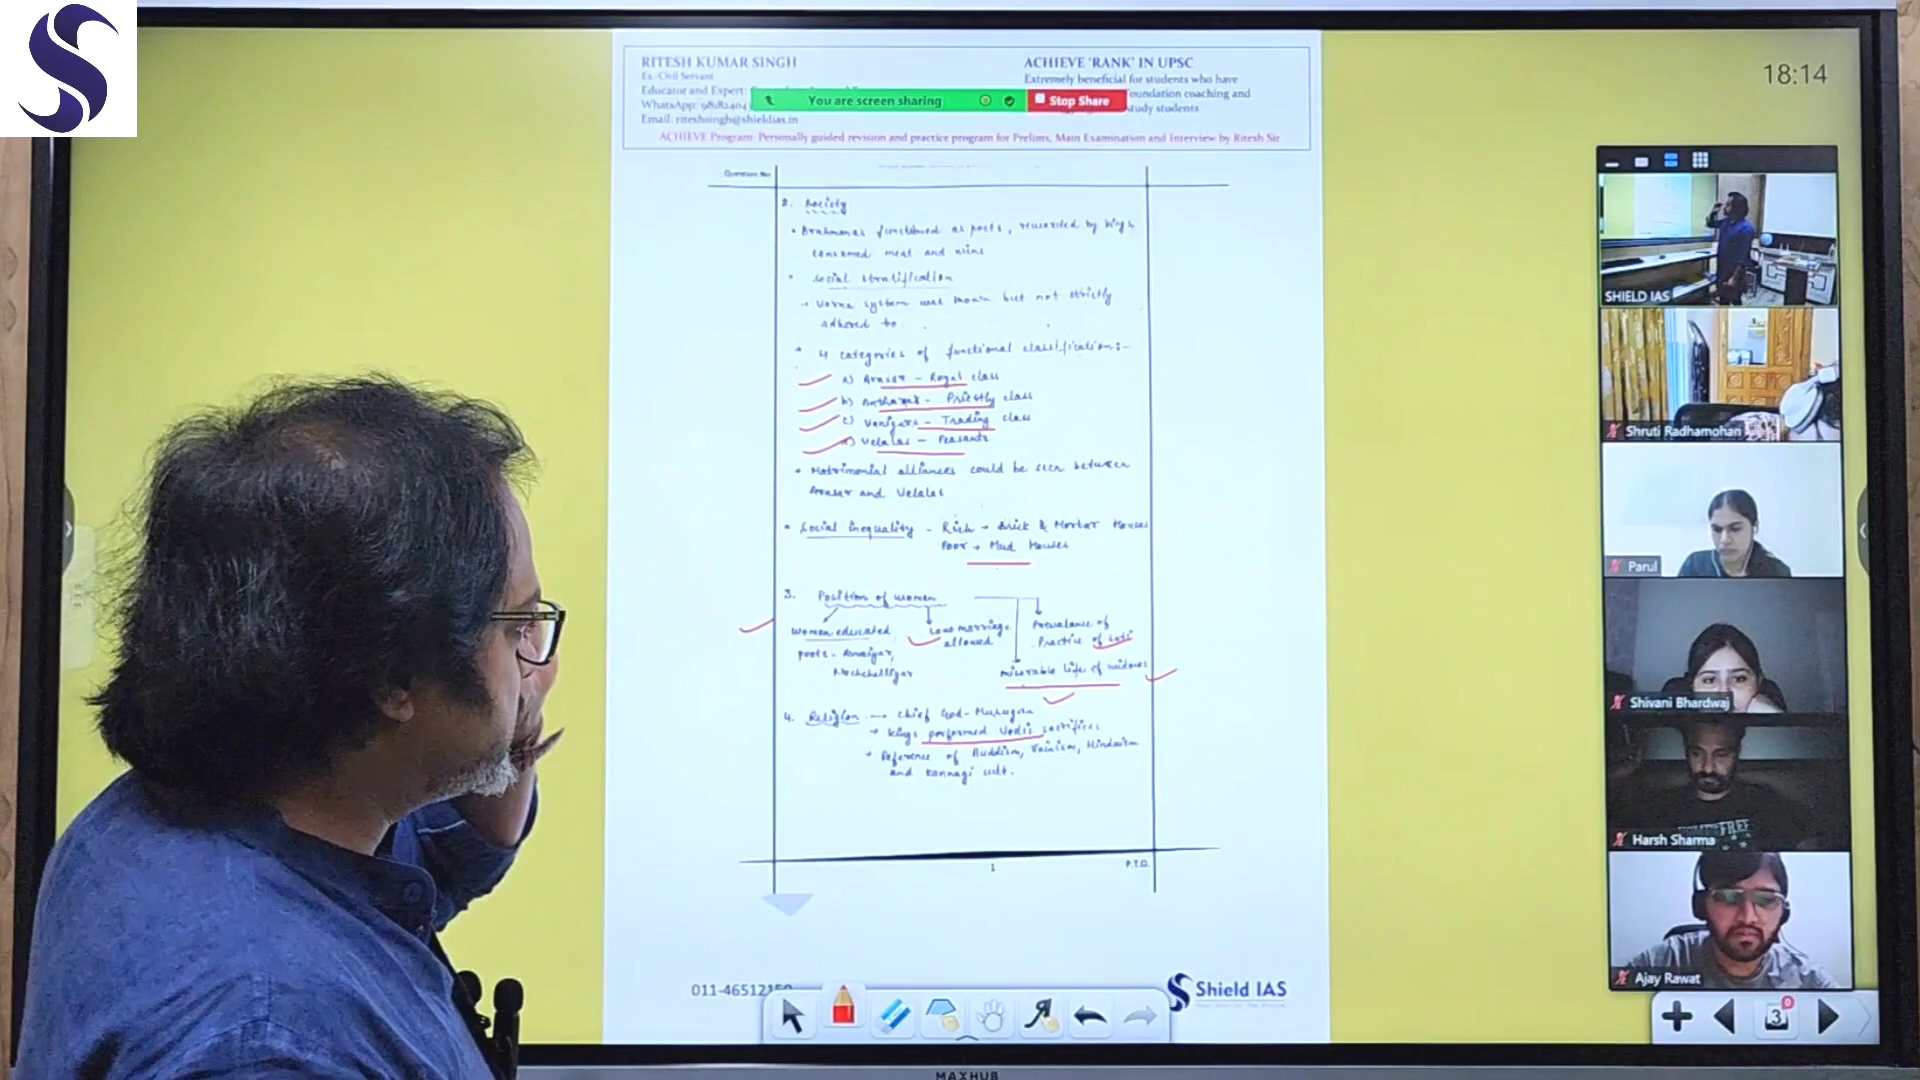 RITESH KUMAR SINGH
Ex.-Civil Servant
Educator and Expert:
WhatsApp: 98182404
Email: riteshsingh@shieldias.in
ACHIEVE 'RANK' IN UPSC
Extremely beneficial for students who have
foundation coaching and
study students
You are screen sharing
Stop Share
ACHIEVE Program: Personally guided revision and practice program for Prelims, Main Examination and Interview by Ritesh Sir
18:14
Question No
2. Society
• Brahmanas functioned as poets, rewarded by kings
consumed meat and wine
• Social stratification
→ Varna system was known but not strictly
adhered to.
• 4 categories of functional classification:-
a) Arasar - Royal class
b) - Priestly class
c) Vanigars - Trading class
d) Velalas - Peasants
• Matrimonial alliances could be seen between
Arasar and Velalas
• Social inequality - Rich → Brick & Mortar Houses
Poor → Mud Houses
3. Position of women
Women educated
poets - Avvaiyar,
Nachchellaiyar
Love marriage
allowed
Prevalance of
Practice of Sati
miserable life of widows
4. Religion → Chief God - Murugan
→ Kings performed Vedic sacrifices
→ Reference of Buddism, Jainism, Hinduism
and Kannagi cult.
1
P.T.O.
011-46512159
Shield IAS
SHIELD IAS
Shruti Radhamohan
Parul
Shivani Bhardwaj
Harsh Sharma
Ajay Rawat
0
3
MAXHUB